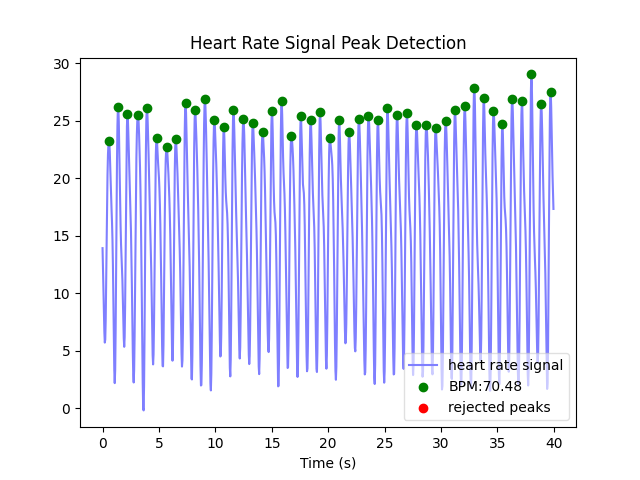 Heart Rate Signal Peak Detection
30
25
20
15
10
5
0
heart rate signal
BPM:70.48
rejected peaks
0 5 10 15 20 25 30 35 40
Time (s)